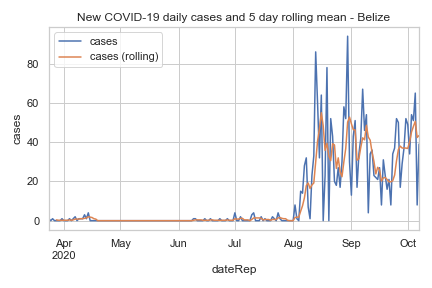 New COVID-19 daily cases and 5 day rolling mean - Belize
cases
cases (rolling)
80
60
40
20
0
cases
Apr May Jun Jul Aug Sep Oct
2020
dateRep